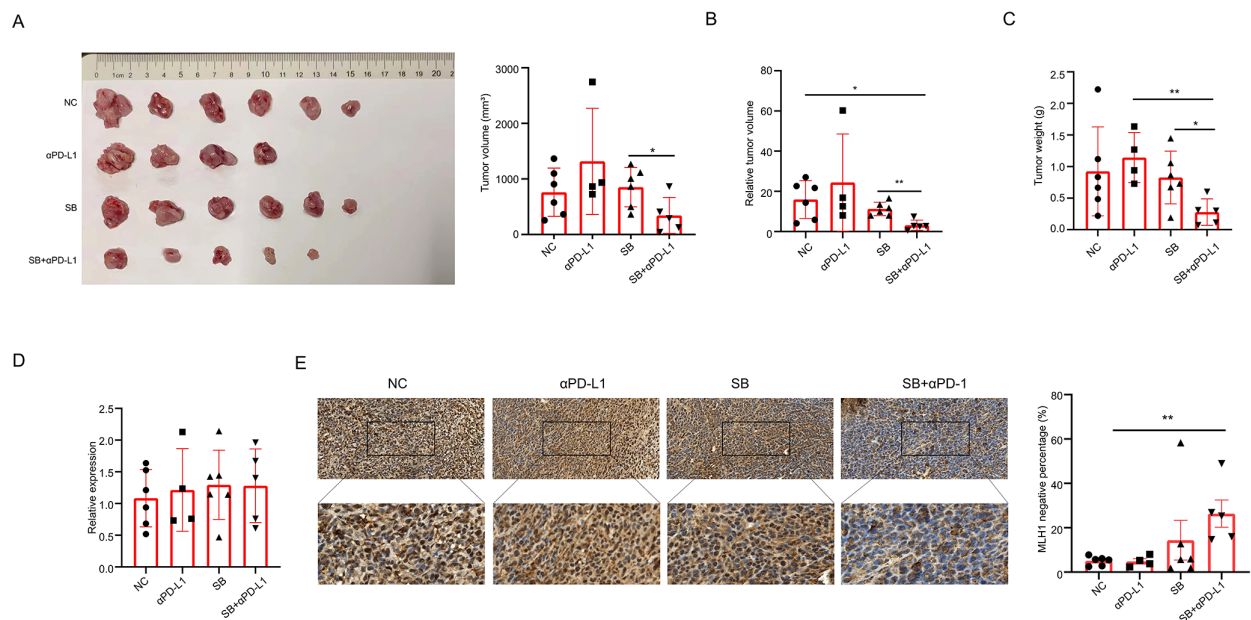 A
B
C
0 1cm 2 3 4 5 6 7 8 9 10 11 12 13 14 15 16 17 18 19 20
NC
αPD-L1
SB
SB+αPD-L1
Tumor volume (mm³)
3000
2000
1000
0
*
NC
αPD-L1
SB
SB+αPD-L1
Relative tumor volume
80
60
40
20
0
*
**
NC
αPD-L1
SB
SB+αPD-L1
Tumor weight (g)
2.5
2.0
1.5
1.0
0.5
0.0
**
*
NC
αPD-L1
SB
SB+αPD-L1
D
E
Relative expression
2.5
2.0
1.5
1.0
0.5
0.0
NC
αPD-L1
SB
SB+αPD-L1
NC
αPD-L1
SB
SB+αPD-1
MLH1 negative percentage (%)
80
60
40
20
0
**
NC
αPD-L1
SB
SB+αPD-L1